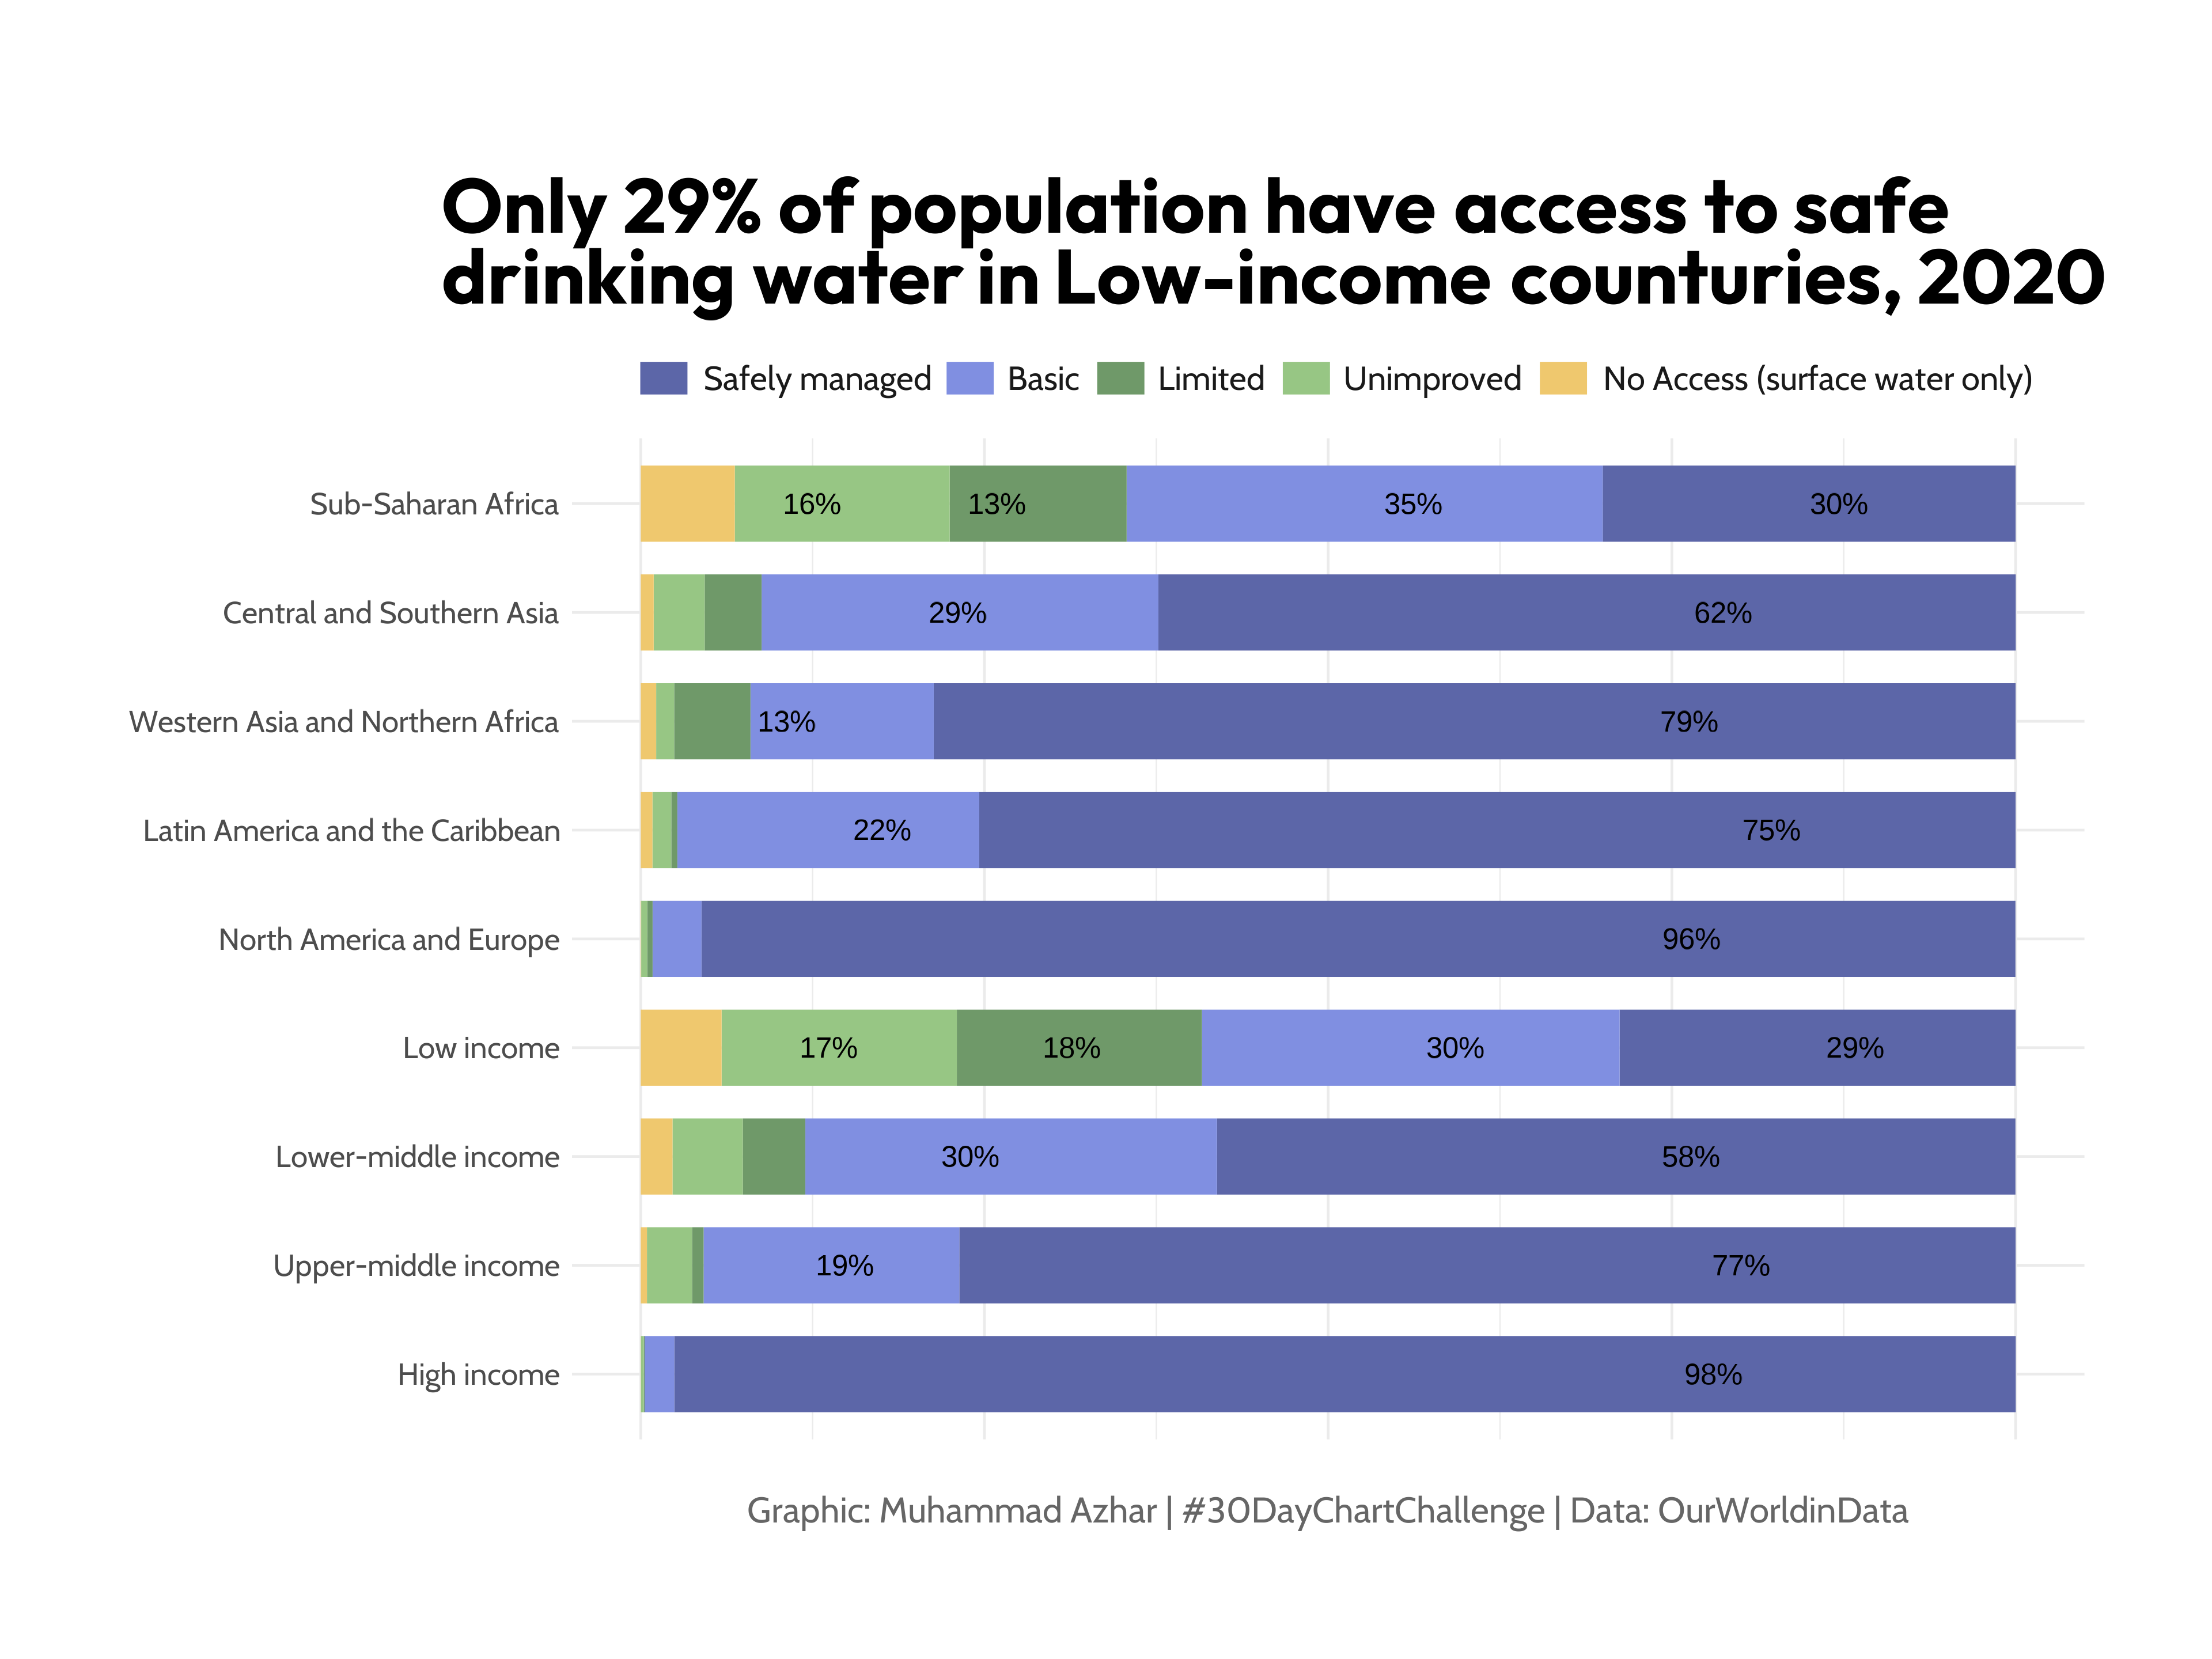 Only 29% of population have access to safe
drinking water in Low-income counturies, 2020
Safely managed Basic Limited Unimproved No Access (surface water only)
Sub-Saharan Africa 16% 13% 35% 30%
Central and Southern Asia 29% 62%
Western Asia and Northern Africa 13% 79%
Latin America and the Caribbean 22% 75%
North America and Europe 96%
Low income 17% 18% 30% 29%
Lower-middle income 30% 58%
Upper-middle income 19% 77%
High income 98%
Graphic: Muhammad Azhar | #30DayChartChallenge | Data: OurWorldinData